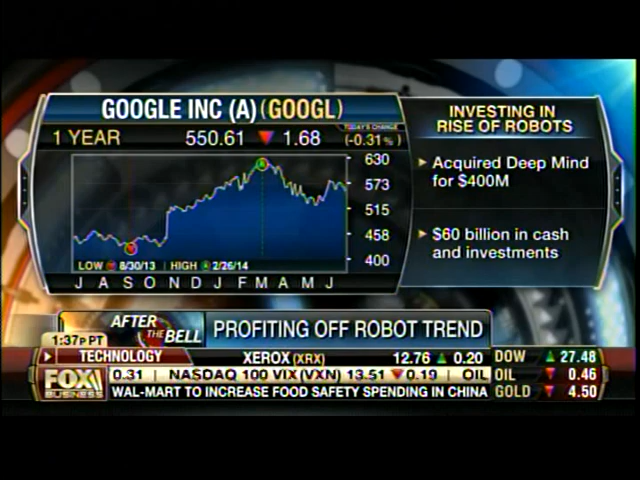 GOOGLE INC (A) (GOOGL)
1 YEAR 550.61 ▼ 1.68 TODAY'S CHANGE (-0.31%)
630
573
515
458
400
LOW 8/30/13 | HIGH 2/26/14
J A S O N D J F M A M J
INVESTING IN
RISE OF ROBOTS
Acquired Deep Mind
for $400M
$60 billion in cash
and investments
AFTER THE BELL
PROFITING OFF ROBOT TREND
1:37P PT
TECHNOLOGY XEROX (XRX) 12.76 ▲ 0.20
0.31 | NASDAQ 100 VIX (VXN) 13.51 ▼ 0.19 | OIL
WAL-MART TO INCREASE FOOD SAFETY SPENDING IN CHINA
FOX
BUSINESS
DOW ▲ 27.48
OIL ▼ 0.46
GOLD ▼ 4.50